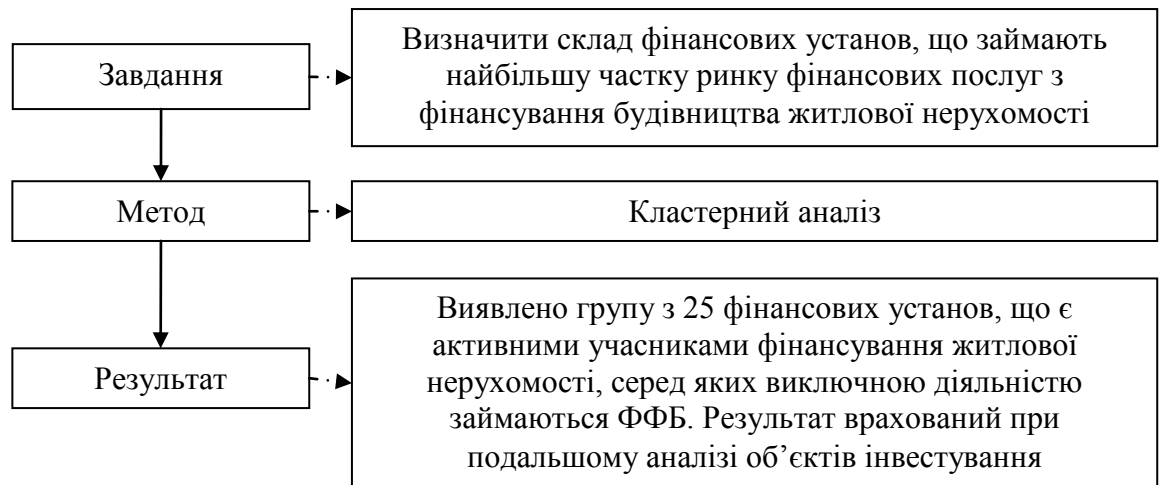 Завдання
Визначити склад фінансових установ, що займають
найбільшу частку ринку фінансових послуг з
фінансування будівництва житлової нерухомості
Метод
Кластерний аналіз
Результат
Виявлено групу з 25 фінансових установ, що є
активними учасниками фінансування житлової
нерухомості, серед яких виключною діяльністю
займаються ФФБ. Результат врахований при
подальшому аналізі об’єктів інвестування